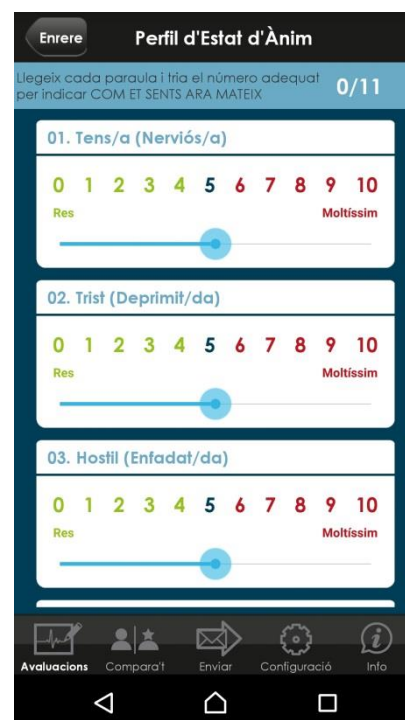 Enrere
Perfil d'Estat d'Ànim
Llegeix cada paraula i tria el número adequat
per indicar COM ET SENTS ARA MATEIX
0/11
01. Tens/a (Nerviós/a)
0 1 2 3 4 5 6 7 8 9 10
Res Moltíssim
02. Trist (Deprimit/da)
0 1 2 3 4 5 6 7 8 9 10
Res Moltíssim
03. Hostil (Enfadat/da)
0 1 2 3 4 5 6 7 8 9 10
Res Moltíssim
Avaluacions Compara't Enviar Configuració Info